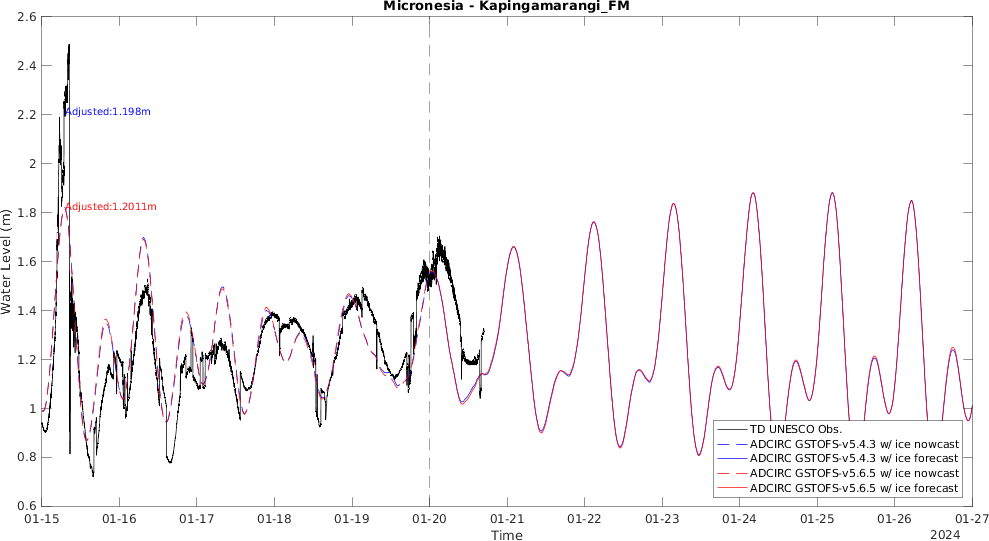 Micronesia - Kapingamarangi_FM
2.6
2.4
2.2
2
1.8
1.6
1.4
1.2
1
0.8
0.6
Water Level (m)
Adjusted:1.198m
Adjusted:1.2011m
TD UNESCO Obs.
ADCIRC GSTOFS-v5.4.3 w/ ice nowcast
ADCIRC GSTOFS-v5.4.3 w/ ice forecast
ADCIRC GSTOFS-v5.6.5 w/ ice nowcast
ADCIRC GSTOFS-v5.6.5 w/ ice forecast
01-15 01-16 01-17 01-18 01-19 01-20 01-21 01-22 01-23 01-24 01-25 01-26 01-27
Time
2024